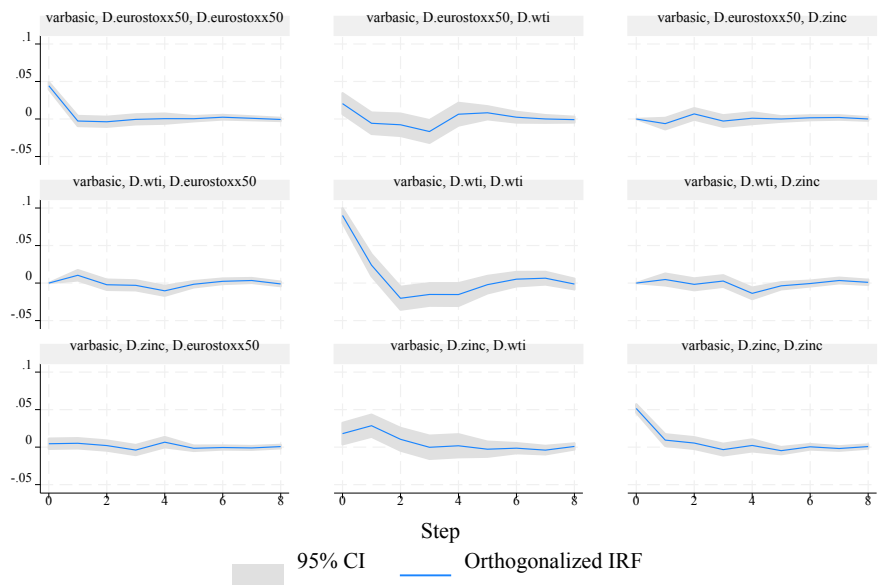 varbasic, D.eurostoxx50, D.eurostoxx50
varbasic, D.eurostoxx50, D.wti
varbasic, D.eurostoxx50, D.zinc
.1
.05
0
-.05
varbasic, D.wti, D.eurostoxx50
varbasic, D.wti, D.wti
varbasic, D.wti, D.zinc
.1
.05
0
-.05
varbasic, D.zinc, D.eurostoxx50
varbasic, D.zinc, D.wti
varbasic, D.zinc, D.zinc
.1
.05
0
-.05
0 2 4 6 8
0 2 4 6 8
0 2 4 6 8
Step
95% CI
Orthogonalized IRF